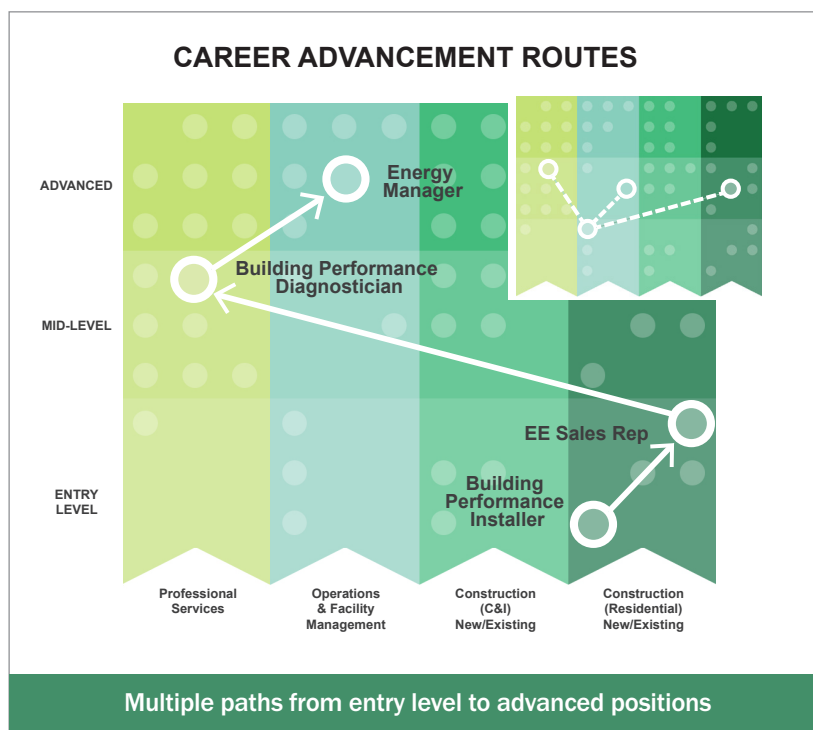 CAREER ADVANCEMENT ROUTES
ADVANCED
Energy
Manager
Building Performance
Diagnostician
MID-LEVEL
EE Sales Rep
Building
Performance
Installer
ENTRY
LEVEL
Professional
Services
Operations
& Facility
Management
Construction
(C&I)
New/Existing
Construction
(Residential)
New/Existing
Multiple paths from entry level to advanced positions